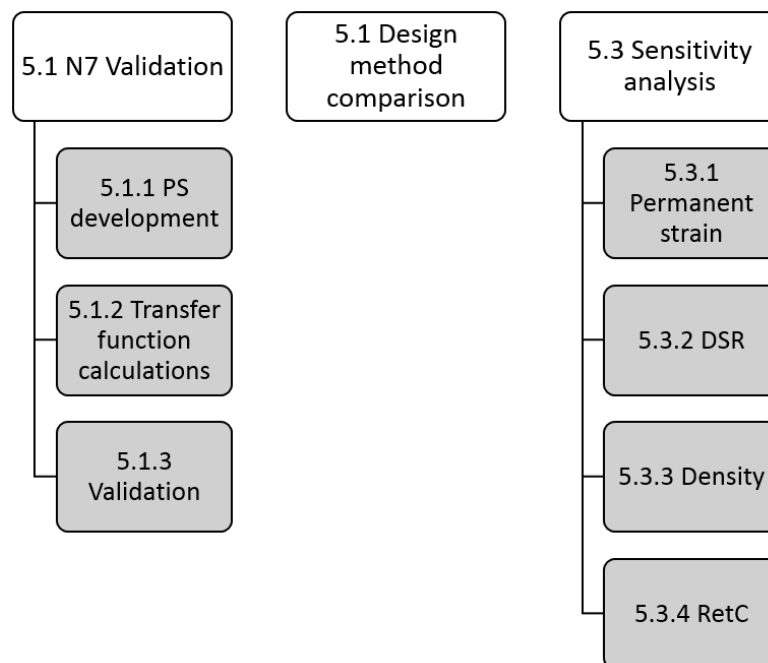 5.1 N7 Validation
5.1.1 PS
development
5.1.2 Transfer
function
calculations
5.1.3
Validation
5.1 Design
method
comparison
5.3 Sensitivity
analysis
5.3.1
Permanent
strain
5.3.2 DSR
5.3.3 Density
5.3.4 RetC